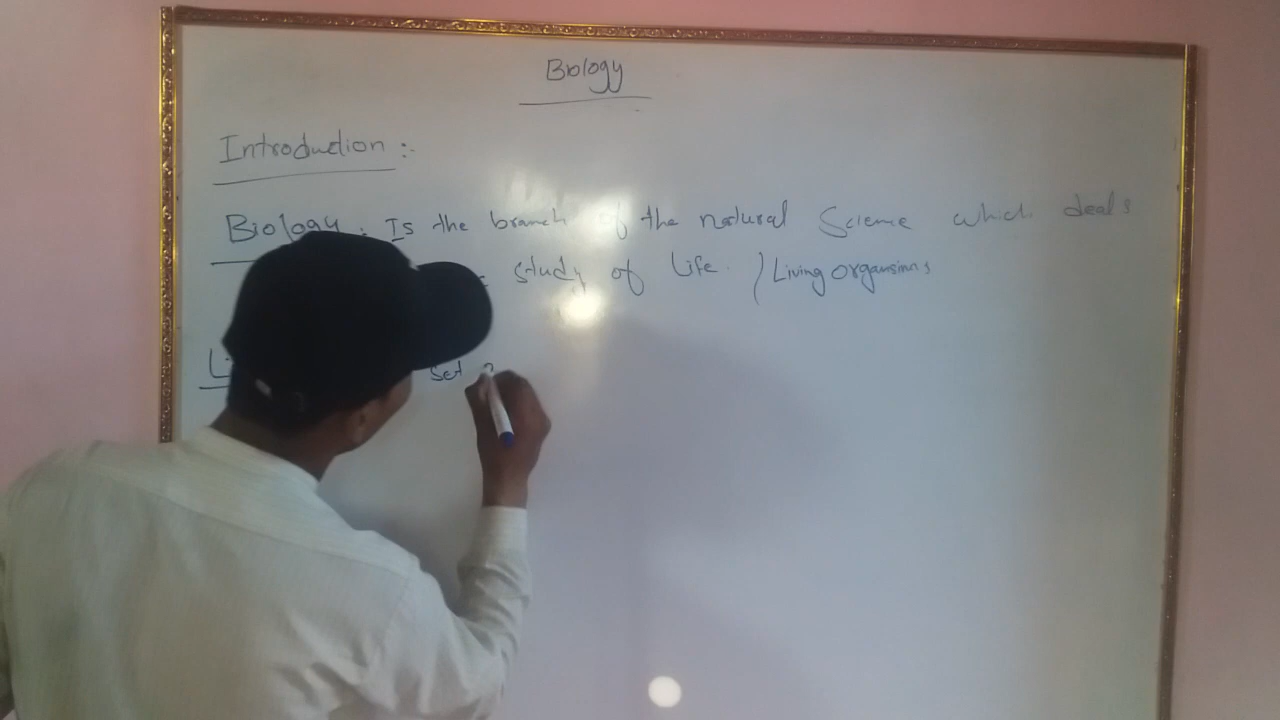 Biology
Introduction :-
Biology : Is the branch of the natural Science which deals
study of life. / Living organisms
Set